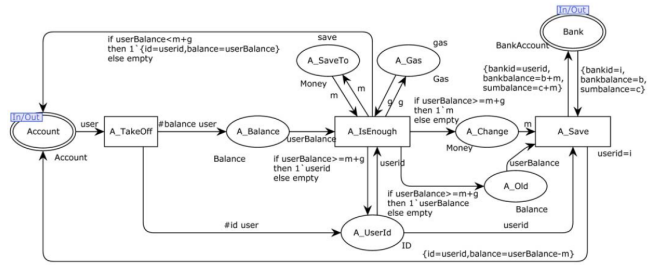 In/Out
Bank
BankAccount
if userBalance<m+g
then 1`{id=userid,balance=userBalance}
else empty
save
A_SaveTo
Money
m
m
gas
A_Gas
Gas
g
g
{bankid=userid,
bankbalance=b+m,
sumbalance=c+m}
{bankid=i,
bankbalance=b,
sumbalance=c}
In/Out
Account
Account
user
A_TakeOff
#balance user
A_Balance
Balance
userBalance
A_IsEnough
if userBalance>=m+g
then 1`m
else empty
A_Change
Money
m
A_Save
userid=i
if userBalance>=m+g
then 1`userid
else empty
userid
if userBalance>=m+g
then 1`userBalance
else empty
userBalance
A_Old
Balance
#id user
A_UserId
ID
userid
{id=userid,balance=userBalance-m}